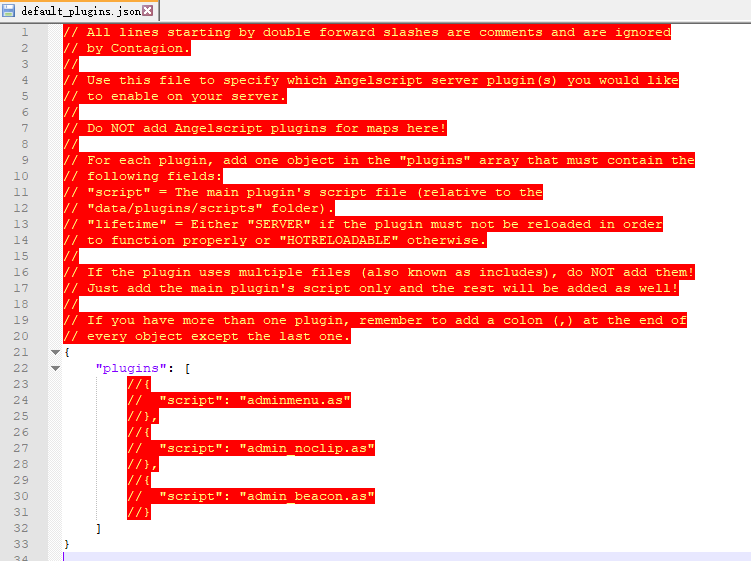 default_plugins.json
1 // All lines starting by double forward slashes are comments and are ignored
2 // by Contagion.
3 //
4 // Use this file to specify which Angelscript server plugin(s) you would like
5 // to enable on your server.
6 //
7 // Do NOT add Angelscript plugins for maps here!
8 //
9 // For each plugin, add one object in the "plugins" array that must contain the
10 // following fields:
11 // "script" = The main plugin's script file (relative to the
12 // "data/plugins/scripts" folder).
13 // "lifetime" = Either "SERVER" if the plugin must not be reloaded in order
14 // to function properly or "HOTRELOADABLE" otherwise.
15 //
16 // If the plugin uses multiple files (also known as includes), do NOT add them!
17 // Just add the main plugin's script only and the rest will be added as well!
18 //
19 // If you have more than one plugin, remember to add a colon (,) at the end of
20 // every object except the last one.
21 {
22     "plugins": [
23         //{
24         //  "script": "adminmenu.as"
25         //},
26         //{
27         //  "script": "admin_noclip.as"
28         //},
29         //{
30         //  "script": "admin_beacon.as"
31         //}
32     ]
33 }
34